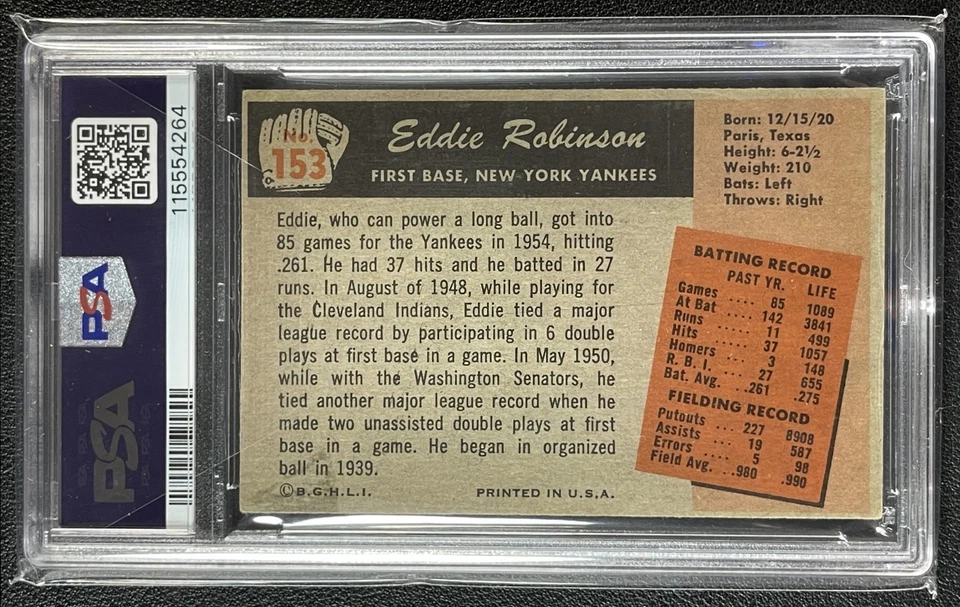 115554264
PSA
PSA
No.
153
Eddie Robinson
FIRST BASE, NEW YORK YANKEES
Born: 12/15/20
Paris, Texas
Height: 6-2½
Weight: 210
Bats: Left
Throws: Right
Eddie, who can power a long ball, got into
85 games for the Yankees in 1954, hitting
.261. He had 37 hits and he batted in 27
runs. In August of 1948, while playing for
the Cleveland Indians, Eddie tied a major
league record by participating in 6 double
plays at first base in a game. In May 1950,
while with the Washington Senators, he
tied another major league record when he
made two unassisted double plays at first
base in a game. He began in organized
ball in 1939.
©B.G.H.L.I. PRINTED IN U.S.A.
BATTING RECORD
PAST YR. LIFE
Games .... 85 1089
At Bat .... 142 3841
Runs .... 11 499
Hits .... 37 1057
Homers .... 3 148
R. B. I. .... 27 655
Bat. Avg. ..261 .275
FIELDING RECORD
Putouts .. 227 8908
Assists .. 19 587
Errors .. 5 98
Field Avg. ..980 .990